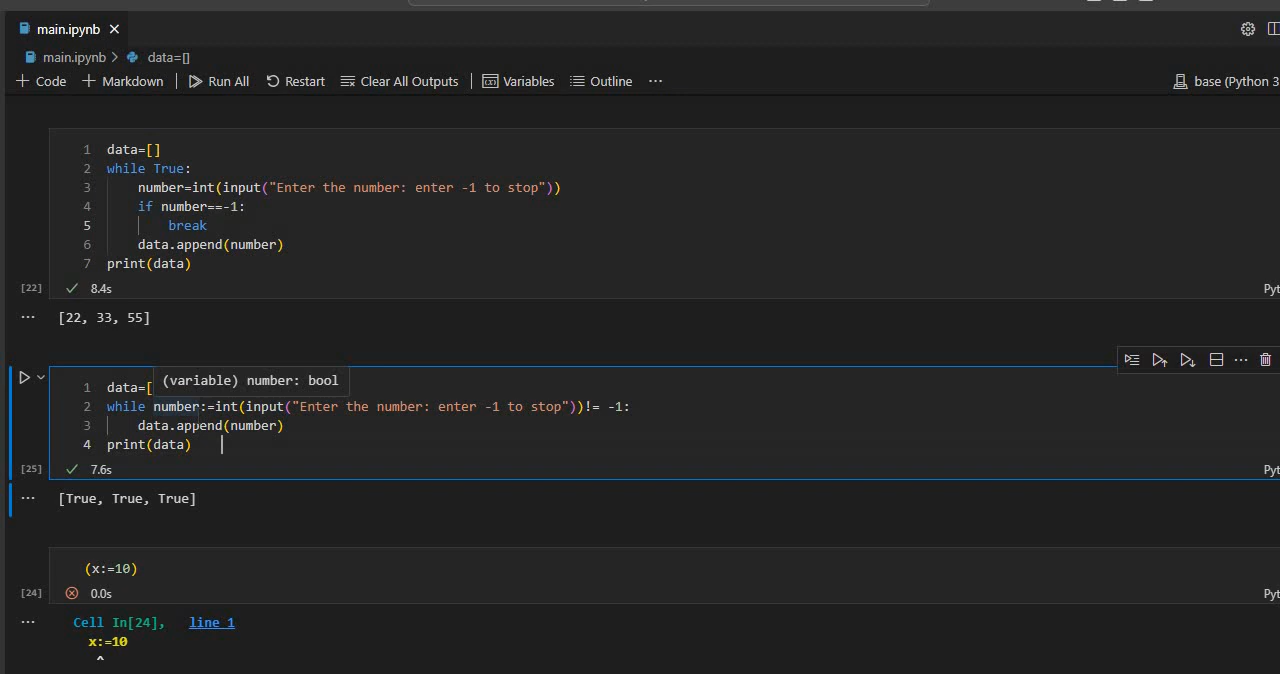 main.ipynb
main.ipynb > data=[]
+ Code + Markdown Run All Restart Clear All Outputs Variables Outline ...
base (Python 3
1 data=[]
2 while True:
3 number=int(input("Enter the number: enter -1 to stop"))
4 if number==-1:
5 break
6 data.append(number)
7 print(data)
[22] 8.4s
Pyt
... [22, 33, 55]
(variable) number: bool
1 data=[
2 while number:=int(input("Enter the number: enter -1 to stop"))!= -1:
3 data.append(number)
4 print(data)
[25] 7.6s
Pyt
... [True, True, True]
(x:=10)
[24] 0.0s
Pyt
... Cell In[24], line 1
x:=10
^